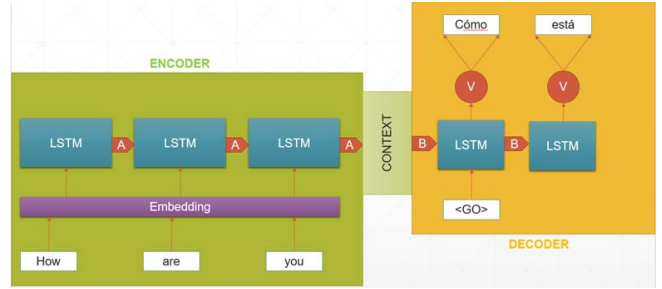 Cómo
está
ENCODER
V
V
LSTM
A
LSTM
A
LSTM
A
CONTEXT
B
LSTM
B
LSTM
Embedding
<GO>
How
are
you
DECODER